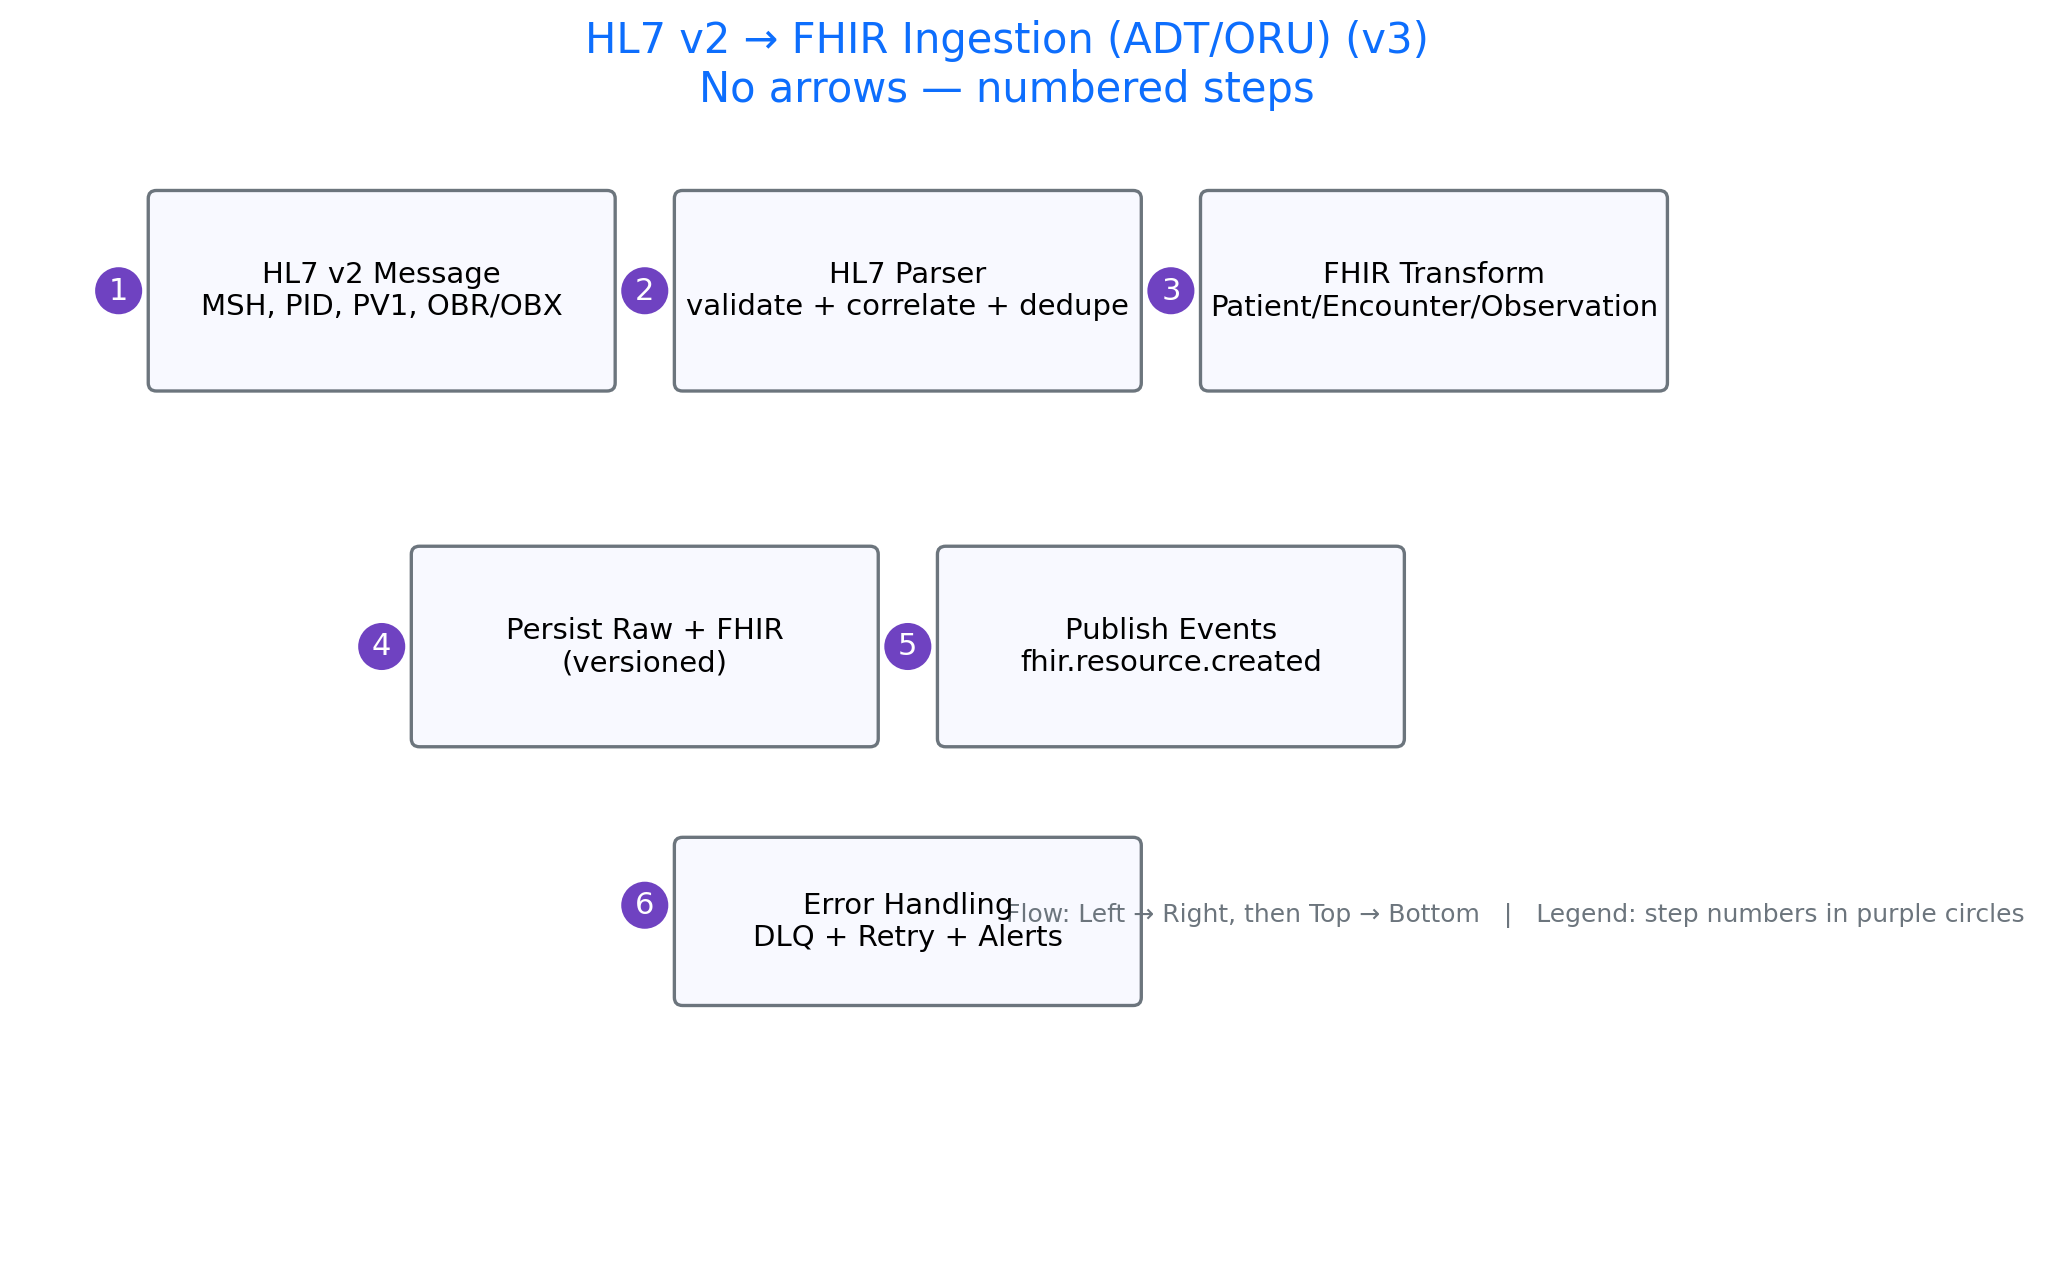 HL7 v2 → FHIR Ingestion (ADT/ORU) (v3)
No arrows — numbered steps
1
HL7 v2 Message
MSH, PID, PV1, OBR/OBX
2
HL7 Parser
validate + correlate + dedupe
3
FHIR Transform
Patient/Encounter/Observation
4
Persist Raw + FHIR
(versioned)
5
Publish Events
fhir.resource.created
6
Error Handling
DLQ + Retry + Alerts
Flow: Left → Right, then Top → Bottom | Legend: step numbers in purple circles